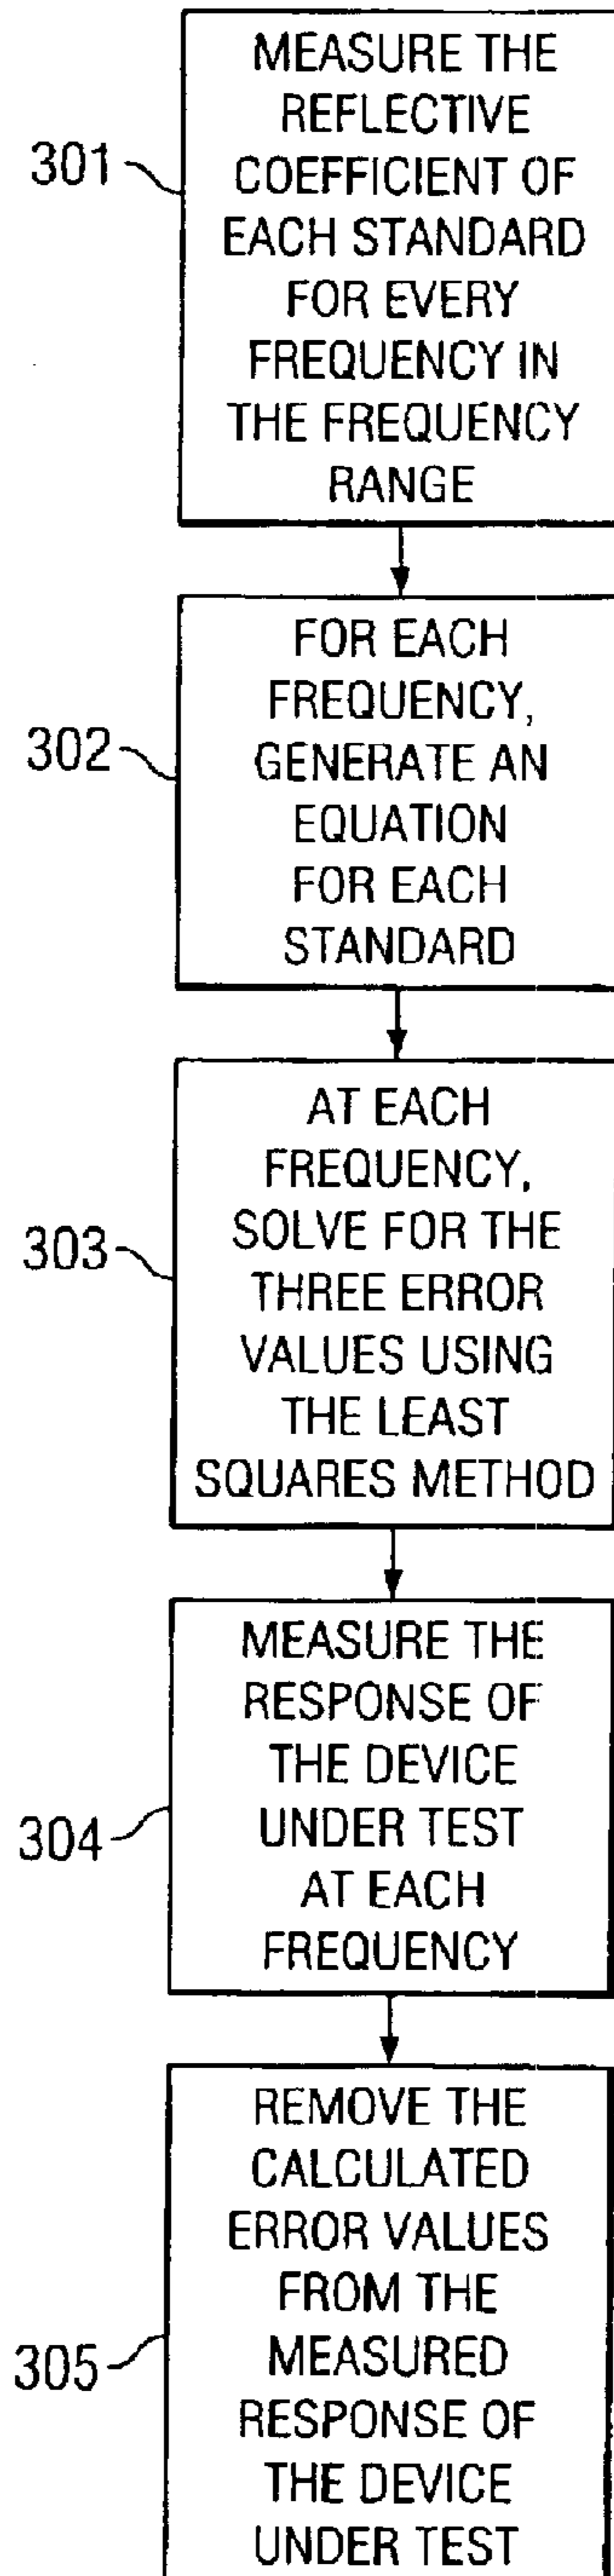 301
MEASURE THE
REFLECTIVE
COEFFICIENT OF
EACH STANDARD
FOR EVERY
FREQUENCY IN
THE FREQUENCY
RANGE
302
FOR EACH
FREQUENCY,
GENERATE AN
EQUATION
FOR EACH
STANDARD
303
AT EACH
FREQUENCY,
SOLVE FOR THE
THREE ERROR
VALUES USING
THE LEAST
SQUARES METHOD
304
MEASURE THE
RESPONSE OF
THE DEVICE
UNDER TEST
AT EACH
FREQUENCY
305
REMOVE THE
CALCULATED
ERROR VALUES
FROM THE
MEASURED
RESPONSE OF
THE DEVICE
UNDER TEST